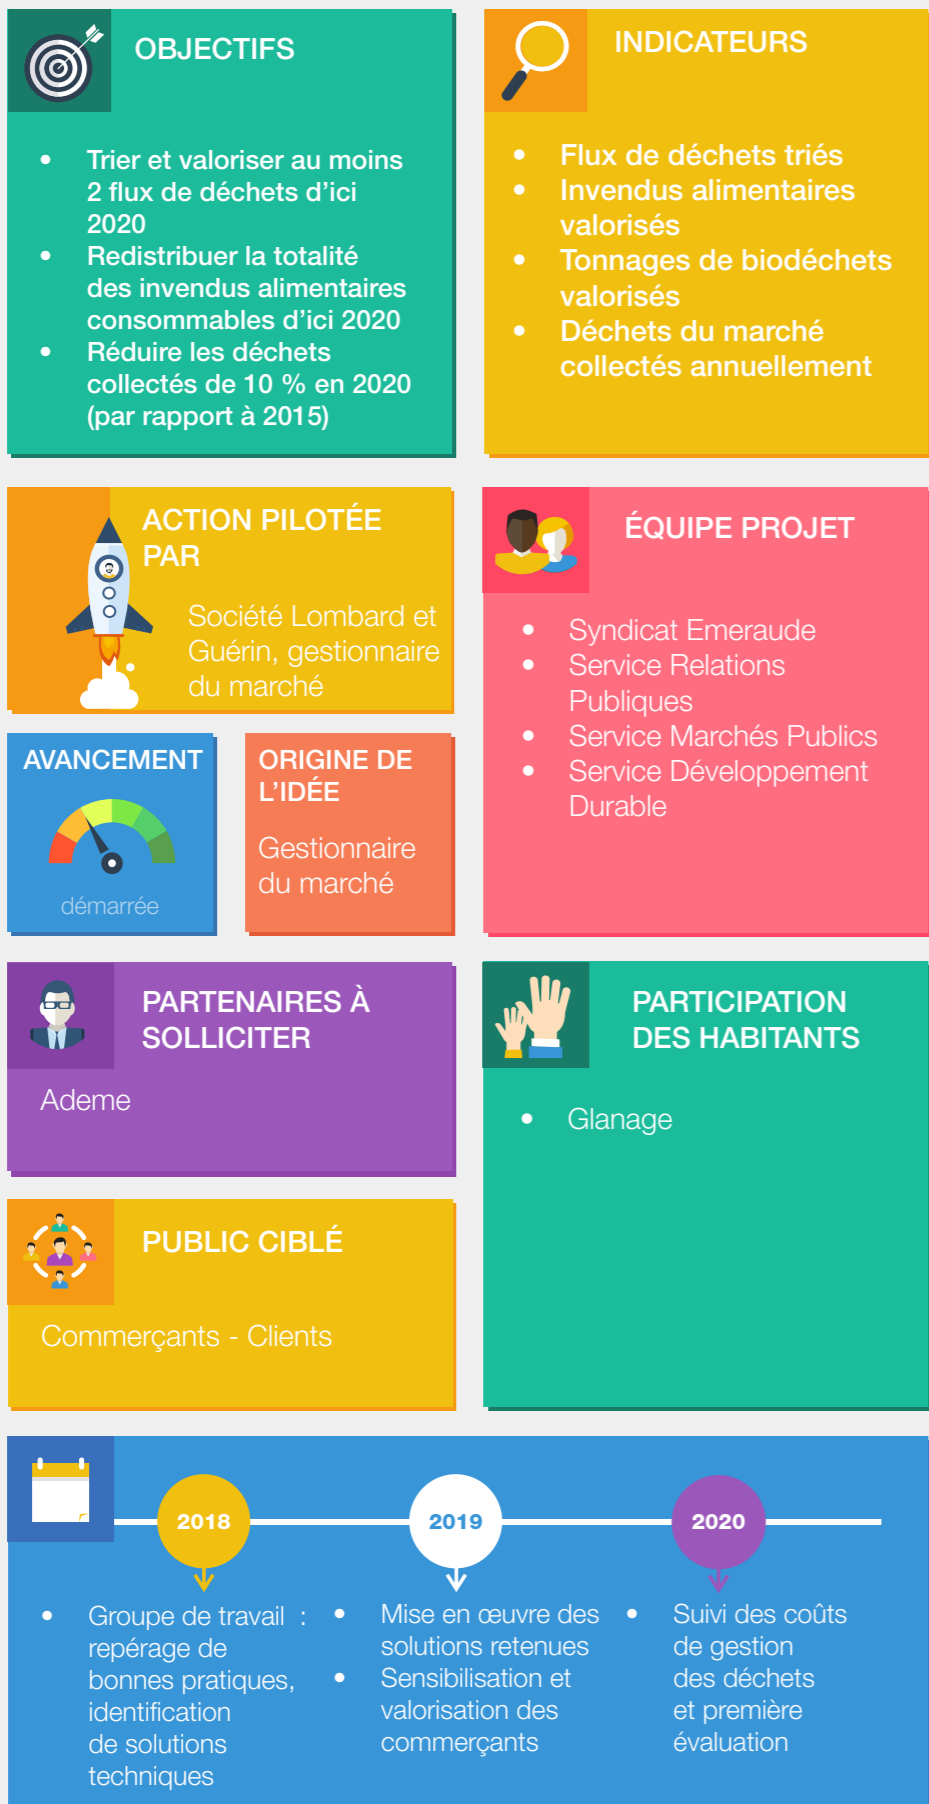 OBJECTIFS
• Trier et valoriser au moins
2 flux de déchets d’ici
2020
• Redistribuer la totalité
des invendus alimentaires
consommables d’ici 2020
• Réduire les déchets
collectés de 10 % en 2020
(par rapport à 2015)
INDICATEURS
• Flux de déchets triés
• Invendus alimentaires
valorisés
• Tonnages de biodéchets
valorisés
• Déchets du marché
collectés annuellement
ACTION PILOTÉE
PAR
Société Lombard et
Guérin, gestionnaire
du marché
ÉQUIPE PROJET
• Syndicat Emeraude
• Service Relations
Publiques
• Service Marchés Publics
• Service Développement
Durable
AVANCEMENT
démarrée
ORIGINE DE
L’IDÉE
Gestionnaire
du marché
PARTENAIRES À
SOLLICITER
Ademe
PARTICIPATION
DES HABITANTS
• Glanage
PUBLIC CIBLÉ
Commerçants - Clients
2018
• Groupe de travail :
repérage de
bonnes pratiques,
identification
de solutions
techniques
2019
• Mise en œuvre des
solutions retenues
• Sensibilisation et
valorisation des
commerçants
2020
• Suivi des coûts
de gestion
des déchets
et première
évaluation